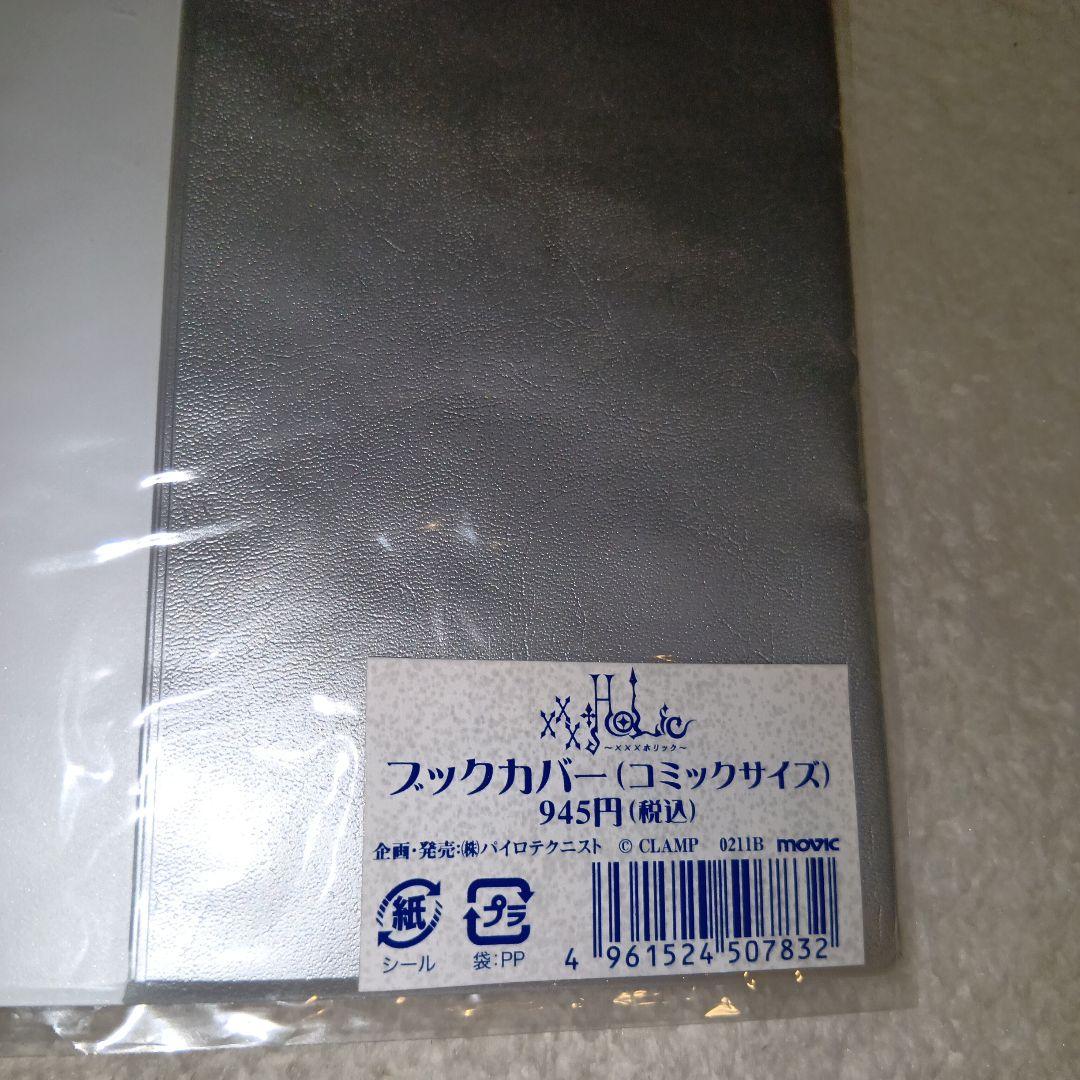 ×××HOLiC
～×××ホリック～
ブックカバー(コミックサイズ)
945円(税込)
企画・発売:㈱パイロテクニスト © CLAMP 0211B movic
紙 プラ
シール 袋:PP
4 961524 507832